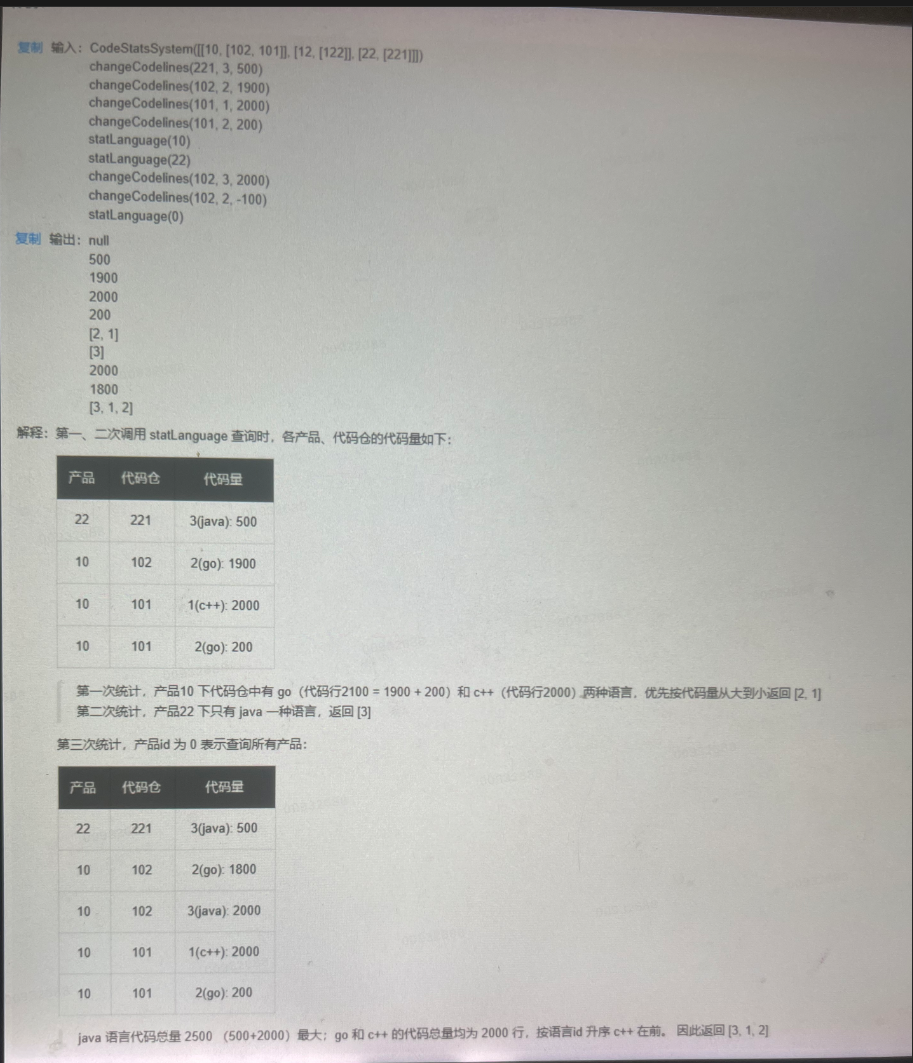 复制 输入: CodeStatsSystem([[10, [102, 101]], [12, [122]], [22, [221]]])
changeCodelines(221, 3, 500)
changeCodelines(102, 2, 1900)
changeCodelines(101, 1, 2000)
changeCodelines(101, 2, 200)
statLanguage(10)
statLanguage(22)
changeCodelines(102, 3, 2000)
changeCodelines(102, 2, -100)
statLanguage(0)
复制 输出: null
500
1900
2000
200
[2, 1]
[3]
2000
1800
[3, 1, 2]
解释: 第一、二次调用 statLanguage 查询时，各产品、代码仓的代码量如下：
产品 代码仓 代码量
22 221 3(java): 500
10 102 2(go): 1900
10 101 1(c++): 2000
10 101 2(go): 200
第一次统计，产品10 下代码仓中有 go（代码行2100 = 1900 + 200）和 c++（代码行2000）两种语言，优先按代码量从大到小返回 [2, 1]
第二次统计，产品22 下只有 java 一种语言，返回 [3]
第三次统计，产品id 为 0 表示查询所有产品：
产品 代码仓 代码量
22 221 3(java): 500
10 102 2(go): 1800
10 102 3(java): 2000
10 101 1(c++): 2000
10 101 2(go): 200
java 语言代码总量 2500 （500+2000）最大；go 和 c++ 的代码总量均为 2000 行，按语言id 升序 c++ 在前。 因此返回 [3, 1, 2]